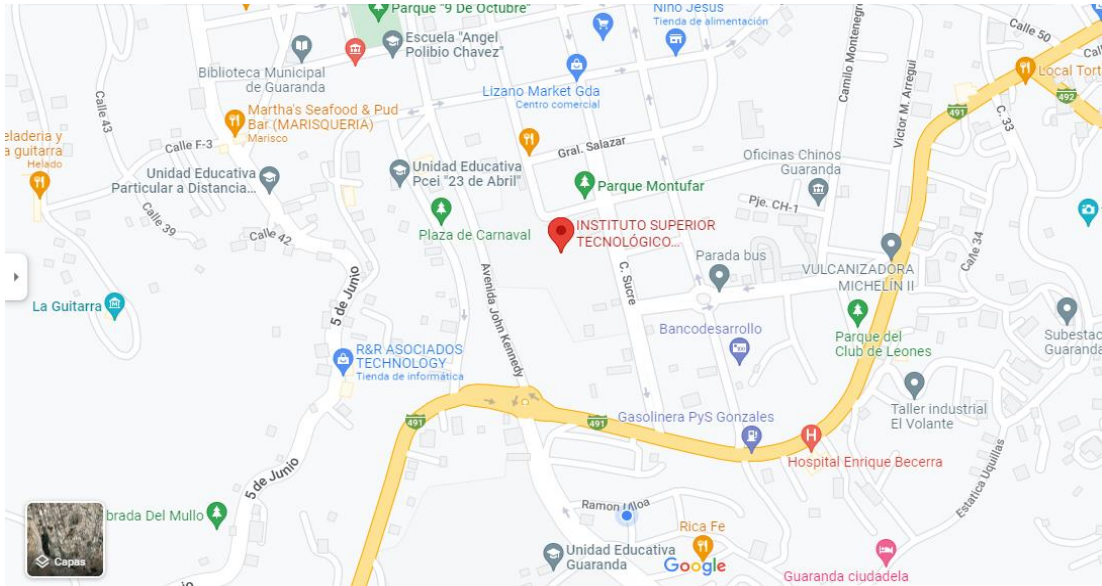 Parque "9 De Octubre"
Niño Jesus
Tienda de alimentación
Calle 50
Escuela "Angel
Polibio Chavez"
Biblioteca Municipal
de Guaranda
Lizano Market Gda
Centro comercial
Camilo Montenegro
Victor M. Arregui
Local Tort
491
492
Calle 43
Martha's Seafood & Pud
Bar (MARISQUERIA)
Marisco
C. 33
eladeria y
a guitarra
Helado
Calle F-3
Gral. Salazar
Oficinas Chinos
Guaranda
Unidad Educativa
Particular a Distancia...
Unidad Educativa
Pcei "23 de Abril"
Parque Montufar
Pje. CH-1
Calle 39
Calle 42
Plaza de Carnaval
INSTITUTO SUPERIOR
TECNOLÓGICO...
Calle 34
Parada bus
VULCANIZADORA
MICHELÍN II
Avenida John Kennedy
C. Sucre
5 de Junio
La Guitarra
Bancodesarrollo
Parque del
Club de Leones
Subestac
Guaranda
R&R ASOCIADOS
TECHNOLOGY
Tienda de informática
Taller industrial
El Volante
491
491
Gasolinera PyS Gonzales
H
Hospital Enrique Becerra
5 de Junio
Estatica Uquillas
Ramon Ulloa
brada Del Mullo
Rica Fe
Unidad Educativa
Guaranda
Google
Capas
Guaranda ciudadela